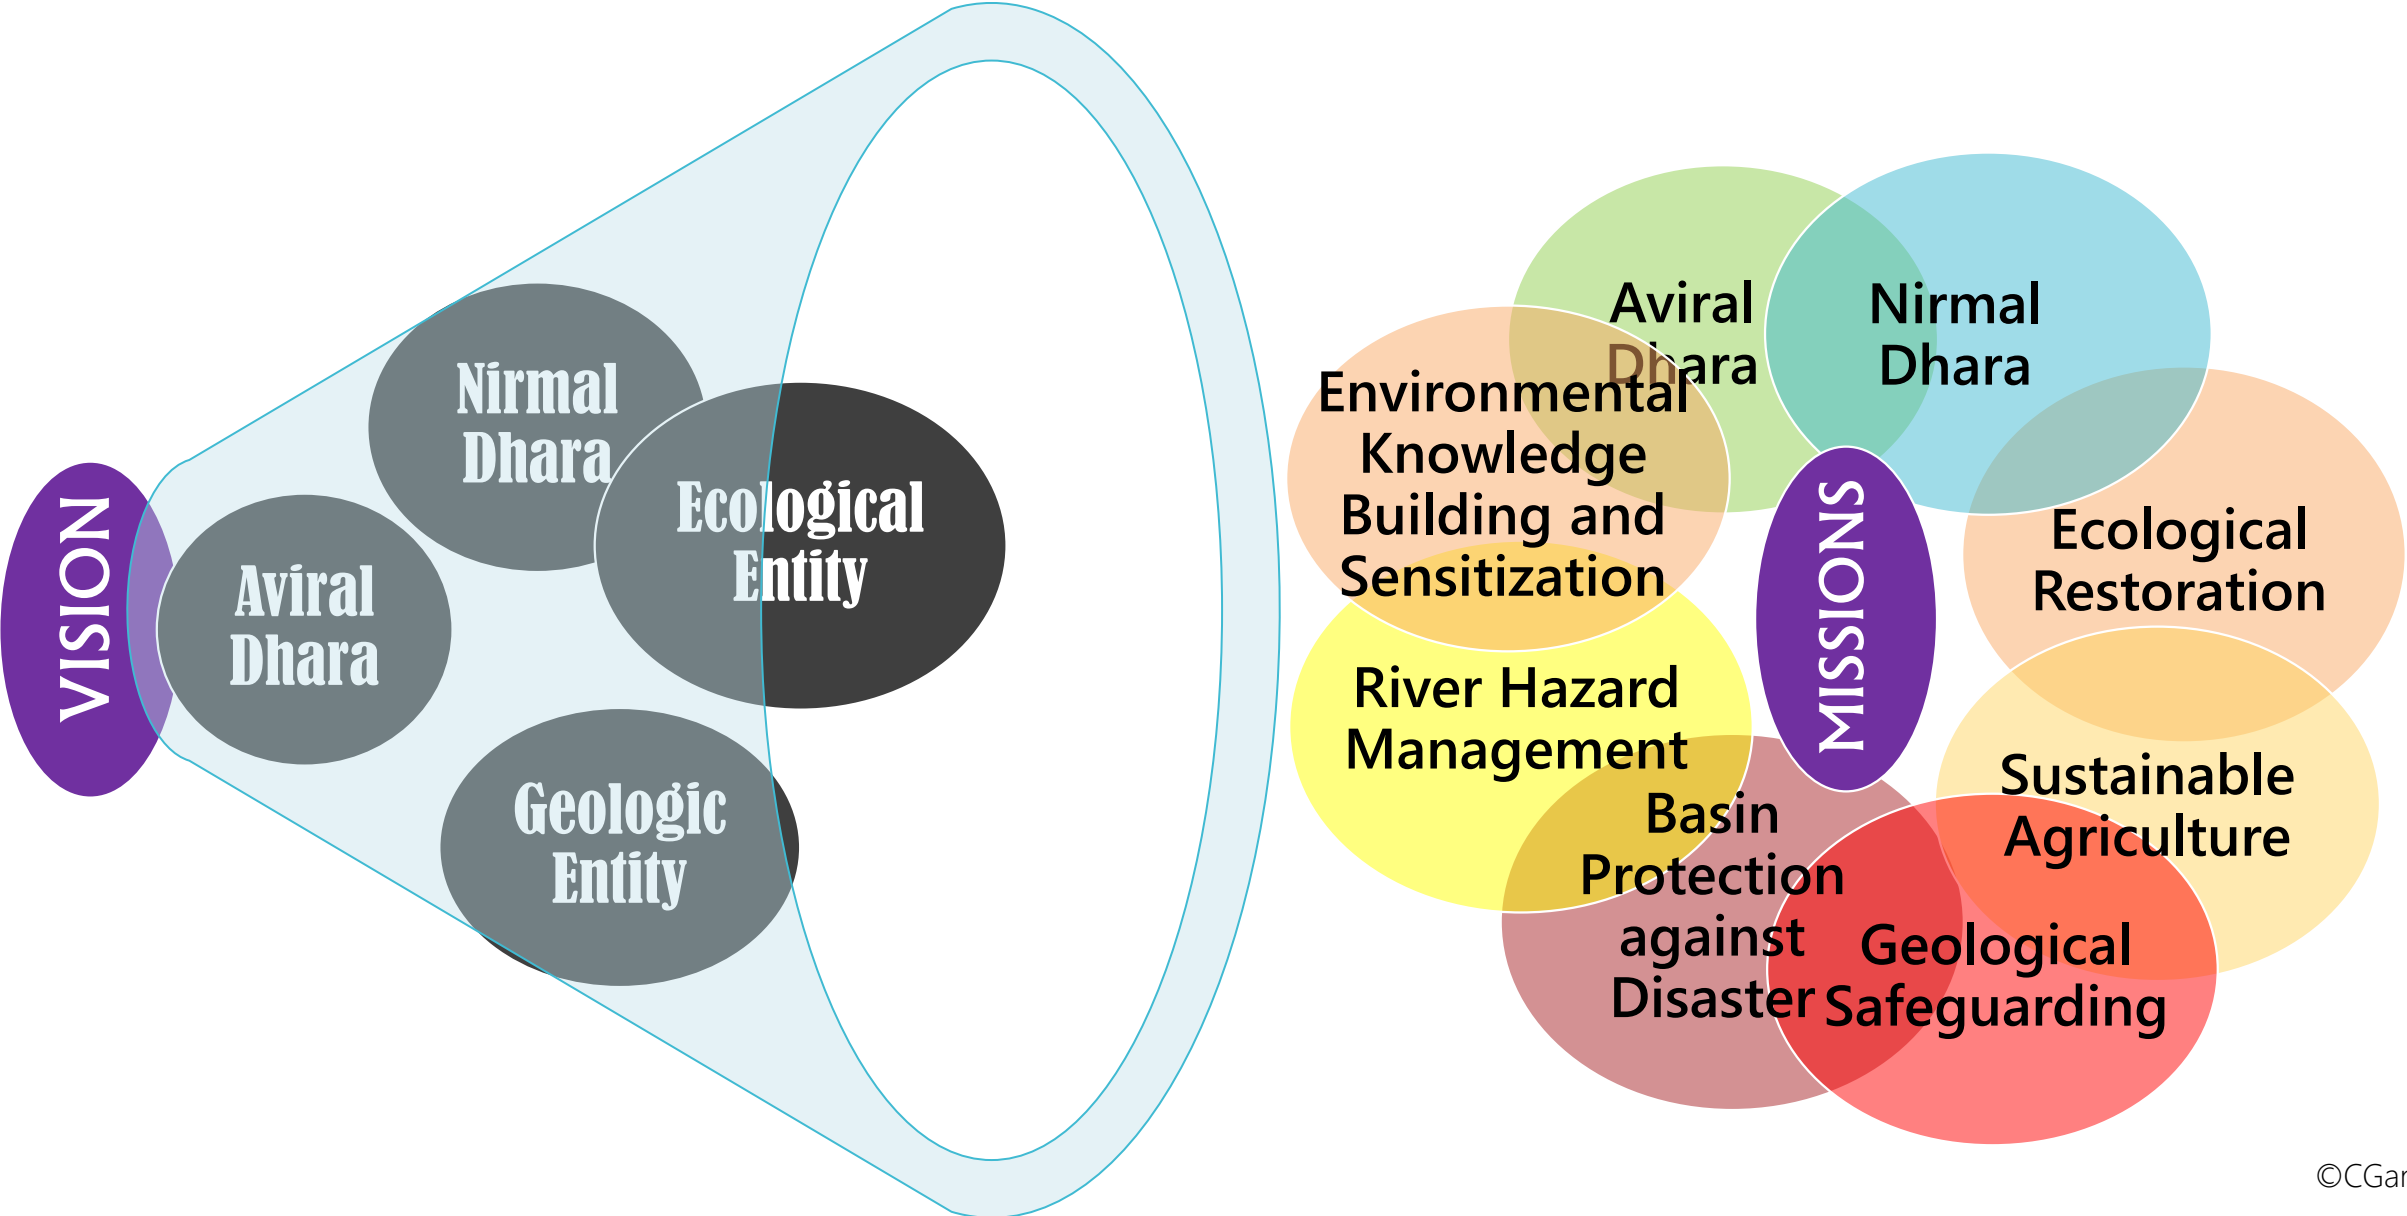 VISION
Nirmal
Dhara
Aviral
Dhara
Ecological
Entity
Geologic
Entity
MISSIONS
Aviral
Dhara
Nirmal
Dhara
Ecological
Restoration
Sustainable
Agriculture
Geological
Safeguarding
Basin
Protection
against
Disaster
River Hazard
Management
Environmental
Knowledge
Building and
Sensitization